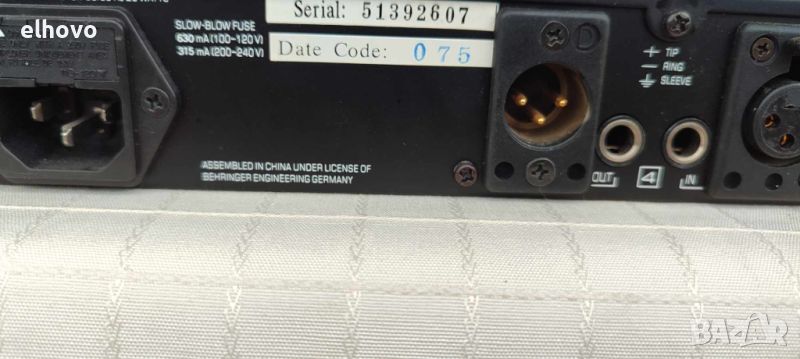 elhovo
SLOW-BLOW FUSE
630 mA (100-120 V)
315 mA (200-240 V)
Serial: 51392607
Date Code: 075
+ TIP
− RING
SLEEVE
D
ASSEMBLED IN CHINA UNDER LICENSE OF
BEHRINGER ENGINEERING GERMANY
OUT 4 IN
BAZAR